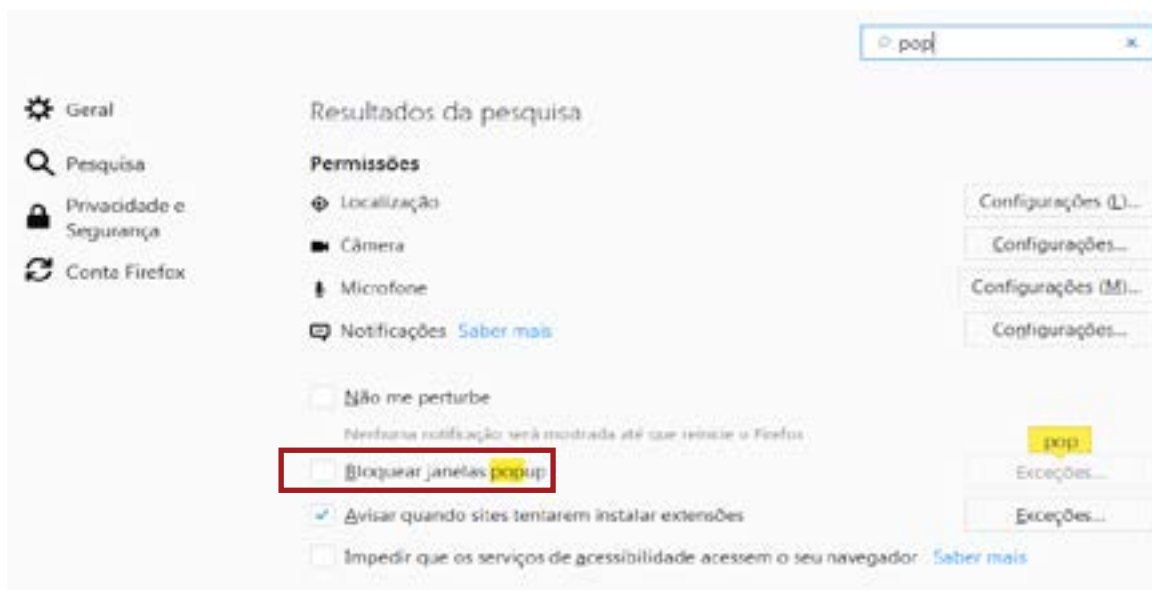 pop
Geral
Resultados da pesquisa
Pesquisa
Permissões
Privacidade e
Segurança
Localização
Configurações (L)...
Câmera
Configurações...
Conta Firefox
Microfone
Configurações (M)...
Notificações Saber mais
Configurações...
Não me perturbe
Nenhuma notificação será mostrada até que reinicie o Firefox
pop
Bloquear janelas popup
Exceções...
Avisar quando sites tentarem instalar extensões
Exceções...
Impedir que os serviços de acessibilidade acessem o seu navegador Saber mais